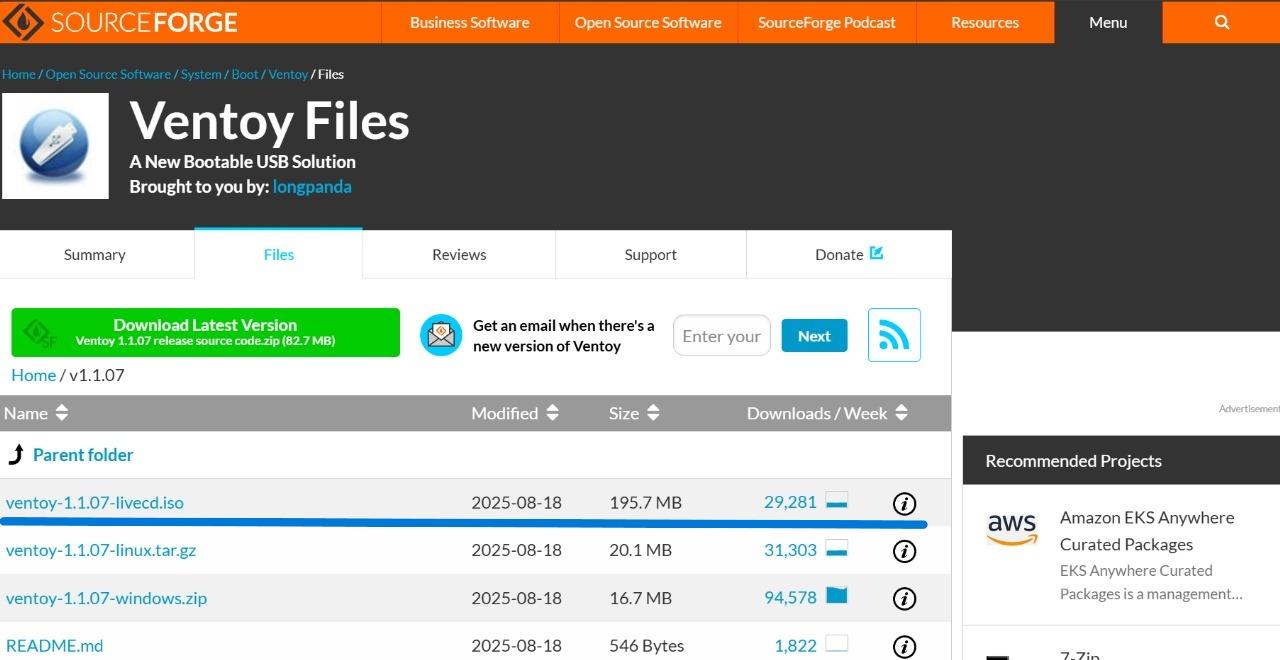 SOURCEFORGE
Business Software
Open Source Software
SourceForge Podcast
Resources
Menu
Home / Open Source Software / System / Boot / Ventoy / Files
Ventoy Files
A New Bootable USB Solution
Brought to you by: longpanda
Summary
Files
Reviews
Support
Donate
SF
Download Latest Version
Ventoy 1.1.07 release source code.zip (82.7 MB)
Get an email when there's a
new version of Ventoy
Enter your
Next
Home / v1.1.07
Name Modified Size Downloads / Week
Parent folder
ventoy-1.1.07-livecd.iso 2025-08-18 195.7 MB 29,281 i
ventoy-1.1.07-linux.tar.gz 2025-08-18 20.1 MB 31,303 i
ventoy-1.1.07-windows.zip 2025-08-18 16.7 MB 94,578 i
README.md 2025-08-18 546 Bytes 1,822 i
Advertisement
Recommended Projects
aws
Amazon EKS Anywhere
Curated Packages
EKS Anywhere Curated
Packages is a management...
7-Zip